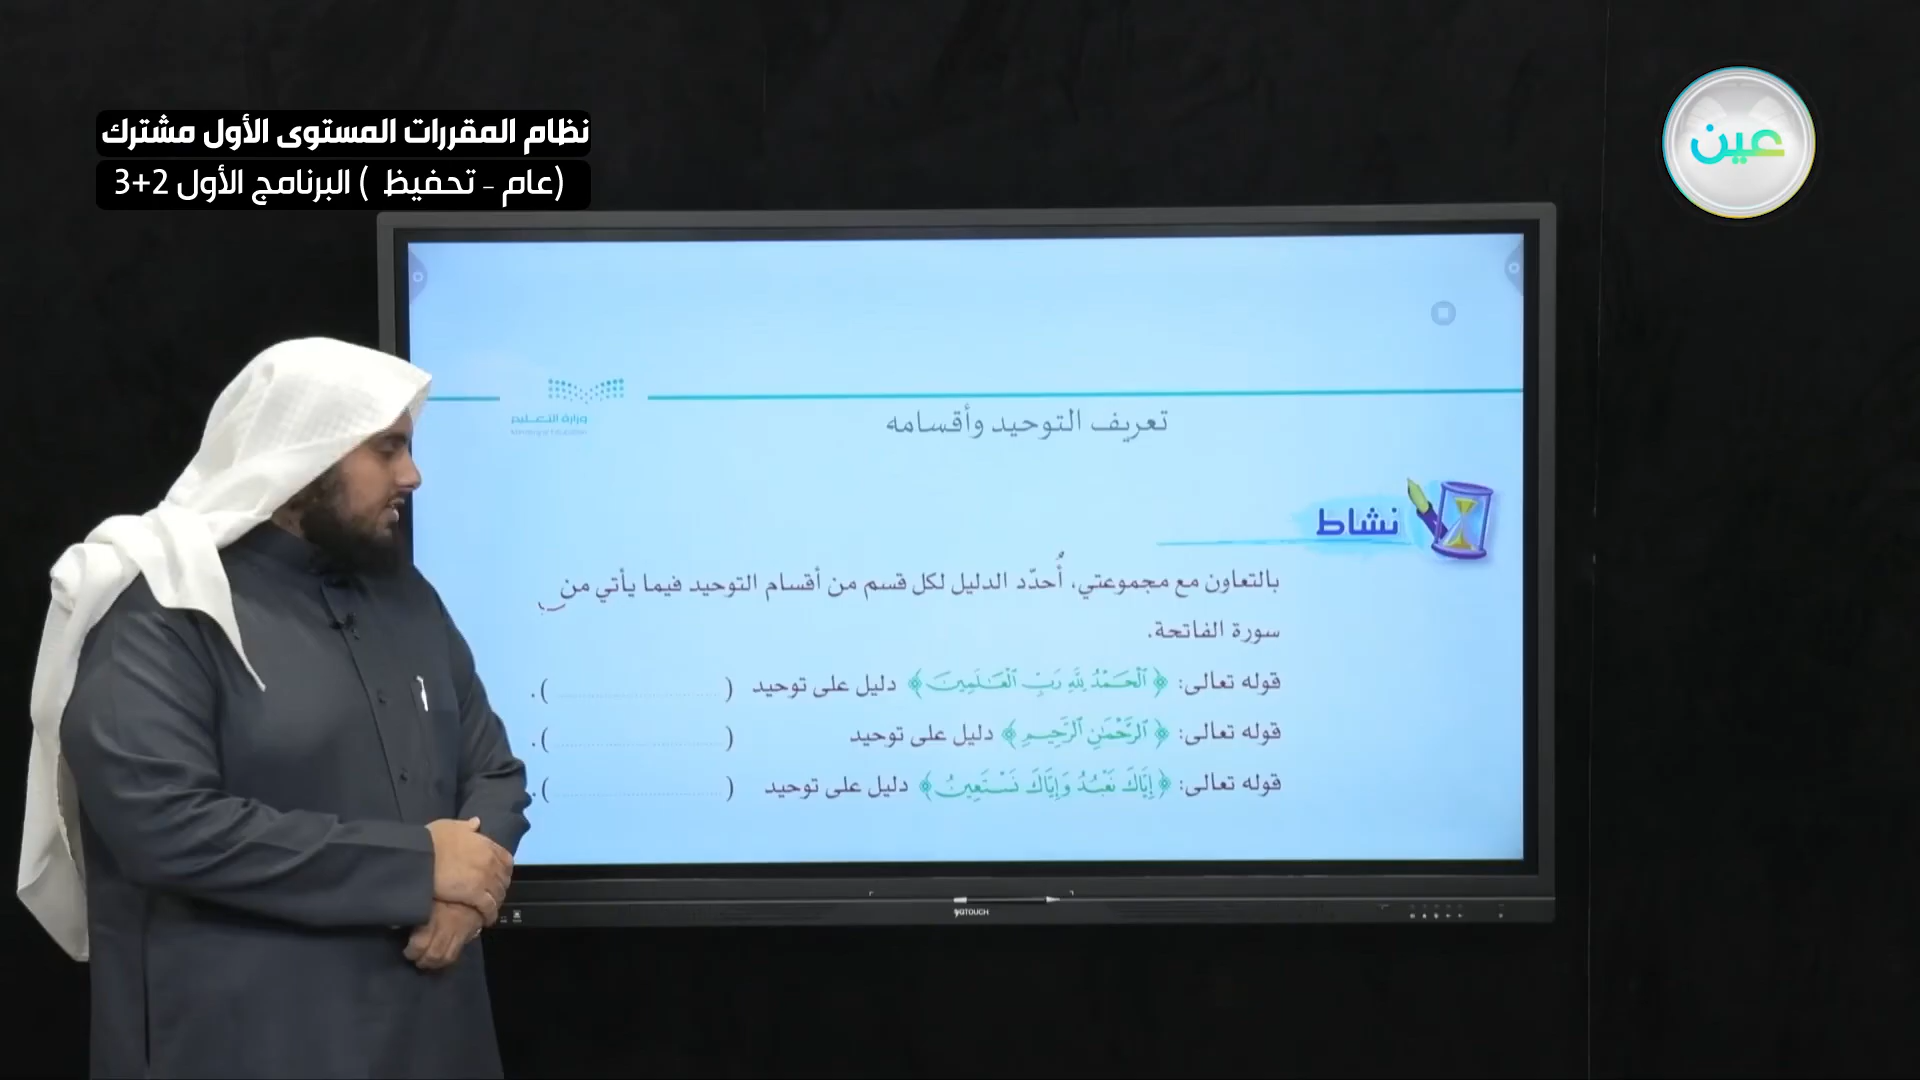 نظام المقررات المستوى الأول مشترك
(عام - تحفيظ ) البرنامج الأول 2+3
عين
وزارة التعليم
تعريف التوحيد وأقسامه
نشاط
بالتعاون مع مجموعتي، أُحدّد الدليل لكل قسم من أقسام التوحيد فيما يأتي من
سورة الفاتحة.
قوله تعالى: ﴿ٱلْحَمْدُ لِلَّهِ رَبِّ ٱلْعَـٰلَمِينَ﴾ دليل على توحيد (....................).
قوله تعالى: ﴿ٱلرَّحْمَٰنِ ٱلرَّحِيمِ﴾ دليل على توحيد (....................).
قوله تعالى: ﴿إِيَّاكَ نَعْبُدُ وَإِيَّاكَ نَسْتَعِينُ﴾ دليل على توحيد (....................).